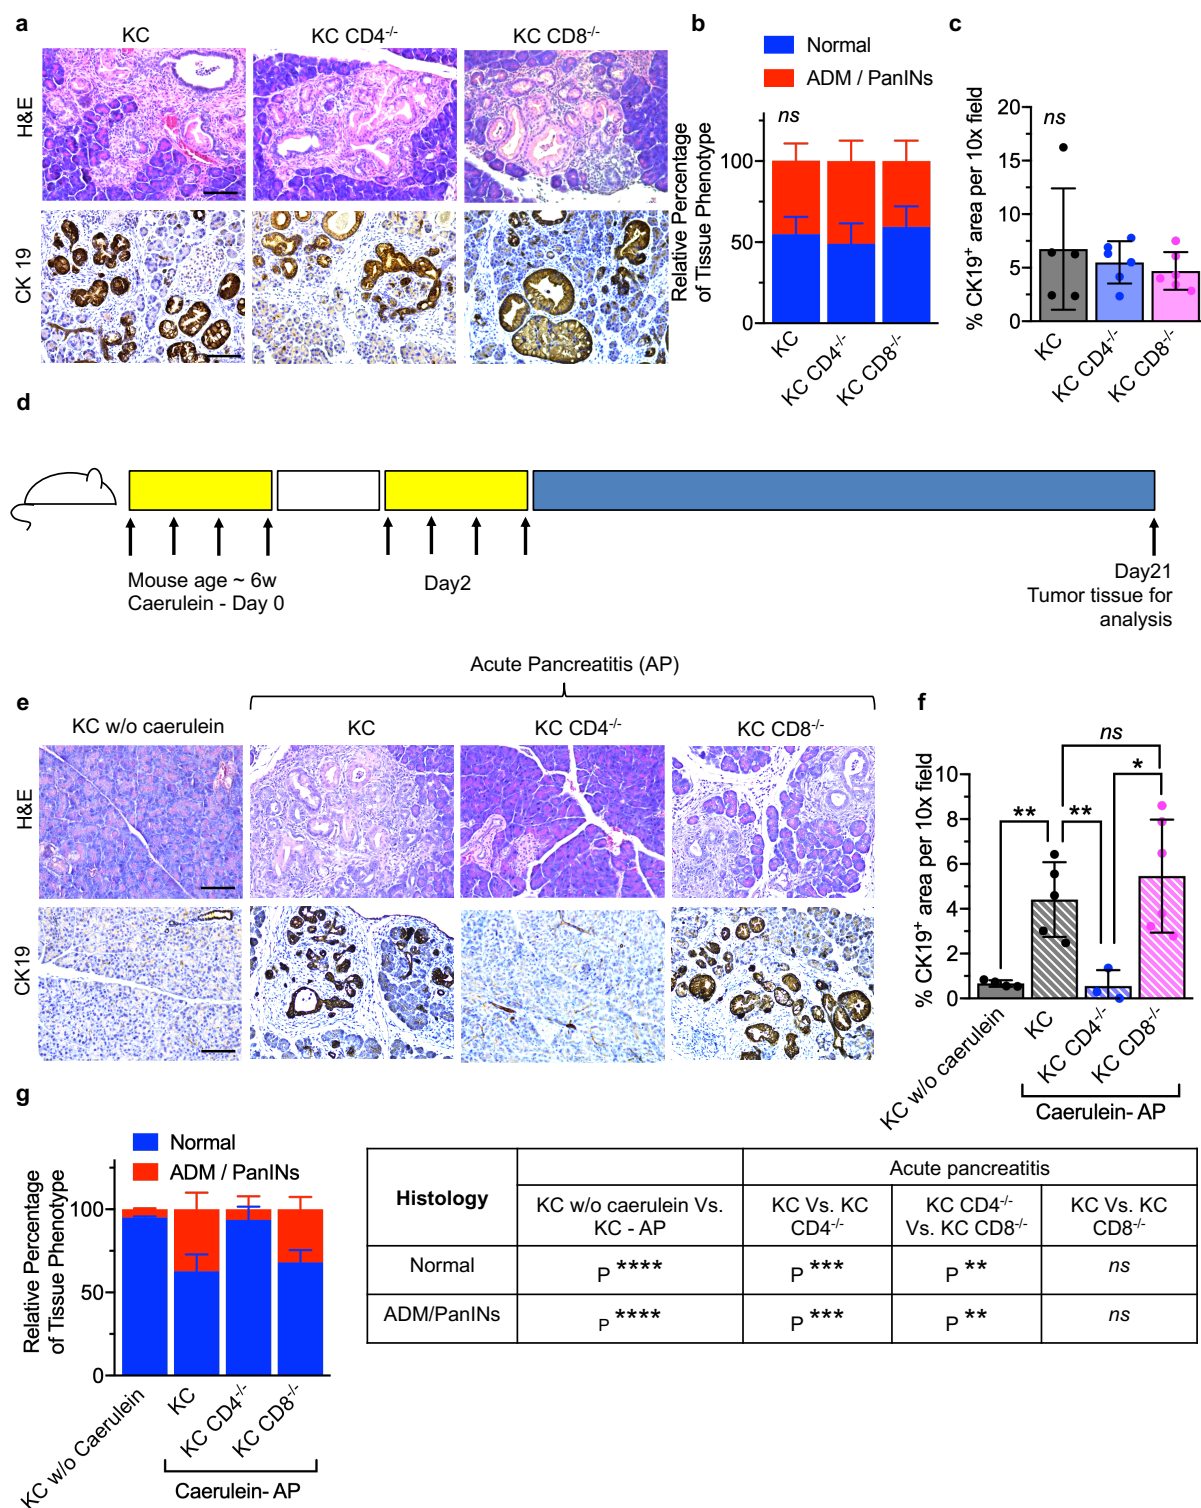 a
KC
KC CD4-/-
KC CD8-/-
H&E
CK 19
b
Normal
ADM / PanINs
Relative Percentage
of Tissue Phenotype
ns
100
50
0
KC
KC CD4-/-
KC CD8-/-
c
% CK19+ area per 10x field
20
15
10
5
0
ns
KC
KC CD4-/-
KC CD8-/-
d
Mouse age ~ 6w
Caerulein - Day 0
Day2
Day21
Tumor tissue for
analysis
Acute Pancreatitis (AP)
e
KC w/o caerulein
KC
KC CD4-/-
KC CD8-/-
H&E
CK19
f
% CK19+ area per 10x field
10
8
6
4
2
0
**
**
ns
*
KC w/o caerulein
KC
KC CD4-/-
KC CD8-/-
Caerulein- AP
g
Normal
ADM / PanINs
Relative Percentage
of Tissue Phenotype
100
50
0
KC w/o Caerulein
KC
KC CD4-/-
KC CD8-/-
Caerulein- AP
Histology
Acute pancreatitis
KC w/o caerulein Vs.
KC - AP
KC Vs. KC
CD4-/-
KC CD4-/-
Vs. KC CD8-/-
KC Vs. KC
CD8-/-
Normal
P ****
P ***
P **
ns
ADM/PanINs
P ****
P ***
P **
ns